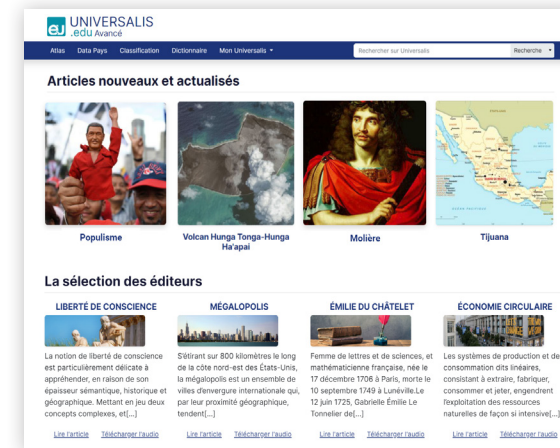 eu UNIVERSALIS
.edu Avancé
Atlas Data Pays Classification Dictionnaire Mon Universalis
Rechercher sur Universalis
Recherche
Articles nouveaux et actualisés
Populisme
Volcan Hunga Tonga-Hunga
Ha'apai
Molière
Tijuana
La sélection des éditeurs
LIBERTÉ DE CONSCIENCE
La notion de liberté de conscience
est particulièrement délicate à
appréhender, en raison de son
épaisseur sémantique, historique et
géographique. Mettant en jeu deux
concepts complexes, et[...]
Lire l'article Télécharger l'audio
MÉGALOPOLIS
S'étirant sur 800 kilomètres le long
de la côte nord-est des États-Unis,
la mégalopolis est un ensemble de
villes d'envergure internationale qui,
par leur proximité géographique,
tendent[...]
Lire l'article Télécharger l'audio
ÉMILIE DU CHÂTELET
Femme de lettres et de sciences, et
mathématicienne française, née le
17 décembre 1706 à Paris, morte le
10 septembre 1749 à Lunéville.Le
12 juin 1725, Gabrielle Émilie Le
Tonnelier de[...]
Lire l'article Télécharger l'audio
ÉCONOMIE CIRCULAIRE
Les systèmes de production et de
consommation dits linéaires,
consistant à extraire, fabriquer,
consommer et jeter, engendrent
l'exploitation des ressources
naturelles de façon si intensive[...]
Lire l'article Télécharger l'audio